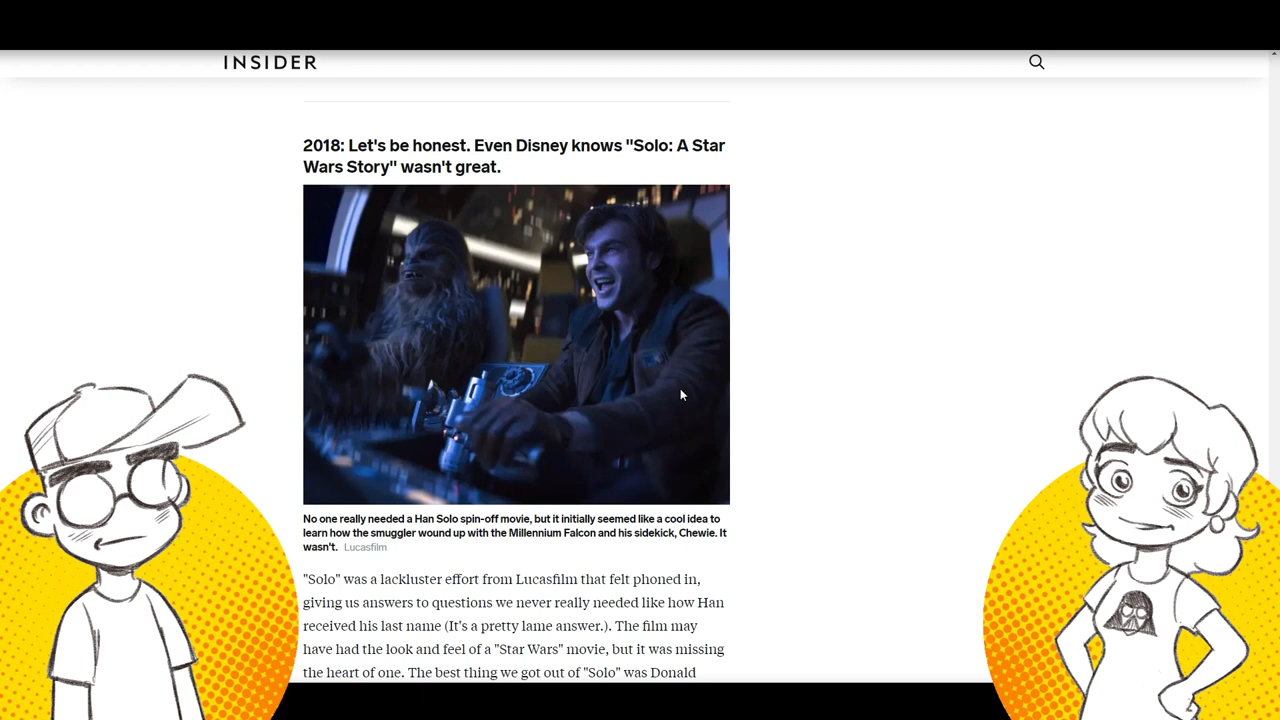 INSIDER
2018: Let's be honest. Even Disney knows "Solo: A Star
Wars Story" wasn't great.
No one really needed a Han Solo spin-off movie, but it initially seemed like a cool idea to
learn how the smuggler wound up with the Millennium Falcon and his sidekick, Chewie. It
wasn't. Lucasfilm
"Solo" was a lackluster effort from Lucasfilm that felt phoned in,
giving us answers to questions we never really needed like how Han
received his last name (It's a pretty lame answer.). The film may
have had the look and feel of a "Star Wars" movie, but it was missing
the heart of one. The best thing we got out of "Solo" was Donald